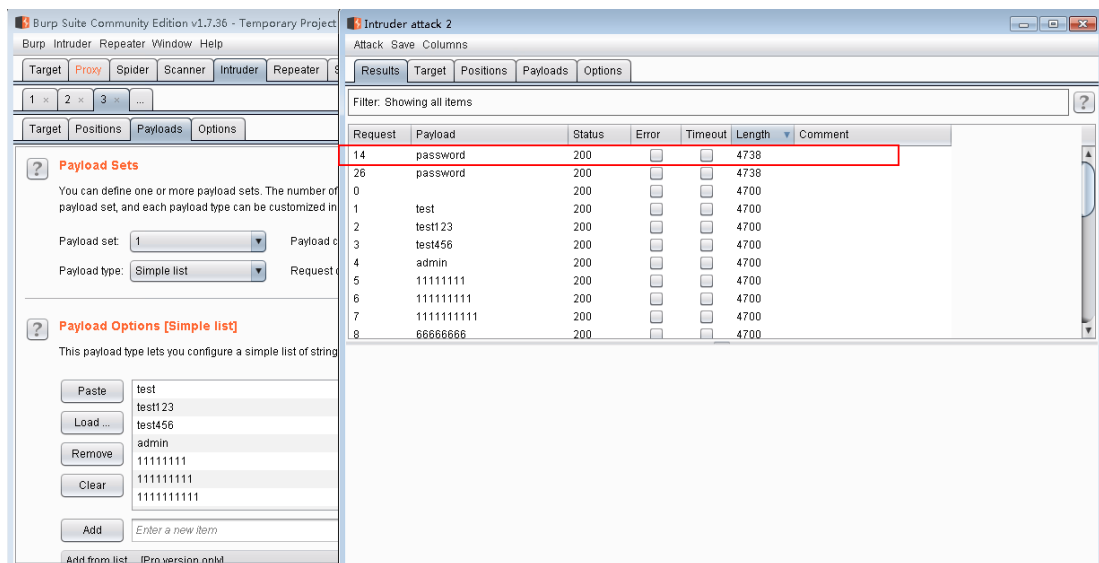 Burp Suite Community Edition v1.7.36 - Temporary Project
Burp Intruder Repeater Window Help
Target Proxy Spider Scanner Intruder Repeater S
1 × 2 × 3 × ...
Target Positions Payloads Options
? Payload Sets
You can define one or more payload sets. The number of
payload set, and each payload type can be customized in
Payload set: 1 Payload c
Payload type: Simple list Request c
? Payload Options [Simple list]
This payload type lets you configure a simple list of string
Paste
Load ...
Remove
Clear
test
test123
test456
admin
11111111
111111111
1111111111
Add Enter a new item
Add from list ... [Pro version only]
Intruder attack 2
Attack Save Columns
Results Target Positions Payloads Options
Filter: Showing all items ?
Request Payload Status Error Timeout Length Comment
14 password 200 4738
26 password 200 4738
0 200 4700
1 test 200 4700
2 test123 200 4700
3 test456 200 4700
4 admin 200 4700
5 11111111 200 4700
6 111111111 200 4700
7 1111111111 200 4700
8 66666666 200 4700